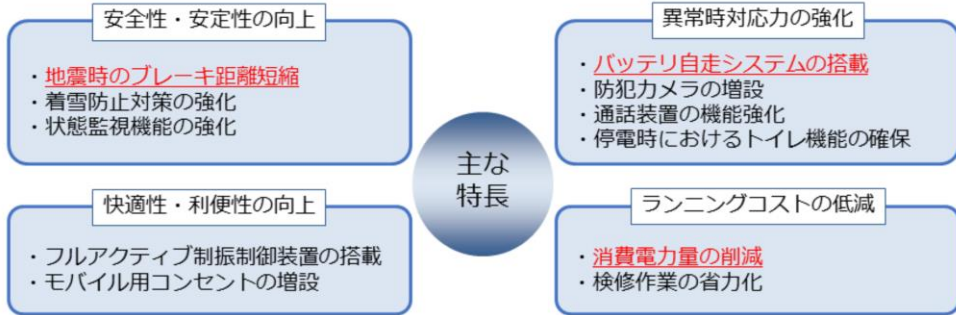 安全性・安定性の向上
・地震時のブレーキ距離短縮
・着雪防止対策の強化
・状態監視機能の強化
異常時対応力の強化
・バッテリ自走システムの搭載
・防犯カメラの増設
・通話装置の機能強化
・停電時におけるトイレ機能の確保
主な
特長
快適性・利便性の向上
・フルアクティブ制振制御装置の搭載
・モバイル用コンセントの増設
ランニングコストの低減
・消費電力量の削減
・検修作業の省力化